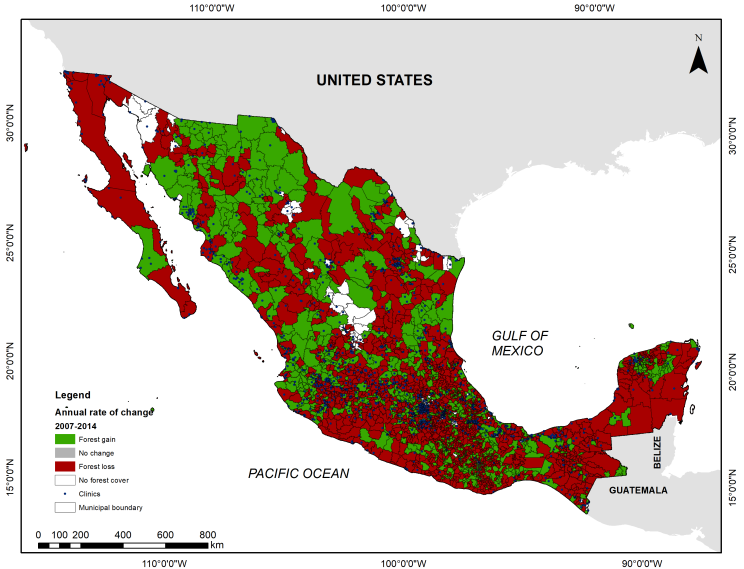 110°0'0"W 100°0'0"W 90°0'0"W
N
UNITED STATES
30°0'0"N
30°0'0"N
25°0'0"N
25°0'0"N
GULF OF
MEXICO
20°0'0"N
20°0'0"N
Legend
Annual rate of change
2007-2014
Forest gain
No change
Forest loss
No forest cover
Clinics
Municipal boundary
PACIFIC OCEAN
BELIZE
GUATEMALA
15°0'0"N
15°0'0"N
0 100 200 400 600 800
km
110°0'0"W 100°0'0"W 90°0'0"W